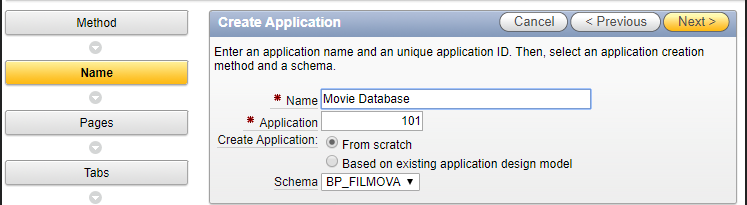 Method
Name
Pages
Tabs
Create Application
Cancel
< Previous
Next >
Enter an application name and an unique application ID. Then, select an application creation
method and a schema.
* Name Movie Database
* Application 101
Create Application: From scratch
Based on existing application design model
Schema BP_FILMOVA